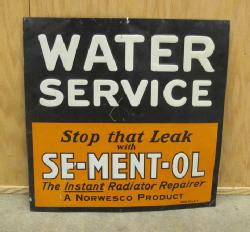 WATER
SERVICE
Stop that Leak
with
SE-MENT-OL
The Instant Radiator Repairer
A NORWESCO PRODUCT